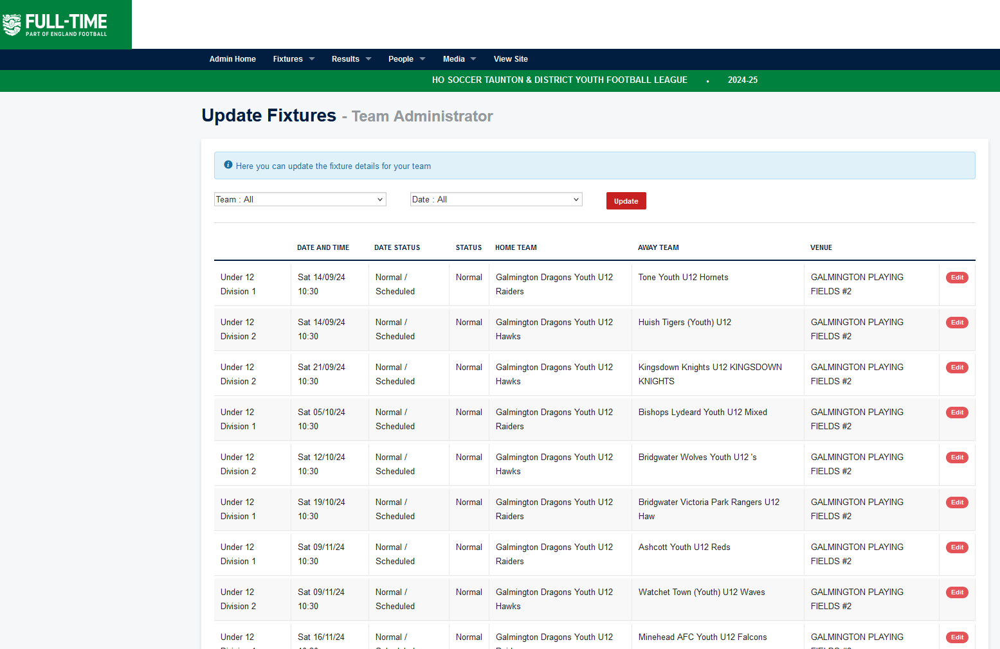 FULL-TIME
PART OF ENGLAND FOOTBALL
Admin Home Fixtures Results People Media View Site
HO SOCCER TAUNTON & DISTRICT YOUTH FOOTBALL LEAGUE • 2024-25
Update Fixtures - Team Administrator
Here you can update the fixture details for your team
Team : All Date : All Update
DATE AND TIME DATE STATUS STATUS HOME TEAM AWAY TEAM VENUE
Under 12 Sat 14/09/24 Normal / Normal Galmington Dragons Youth U12 Tone Youth U12 Hornets GALMINGTON PLAYING Edit
Division 1 10:30 Scheduled Raiders FIELDS #2
Under 12 Sat 14/09/24 Normal / Normal Galmington Dragons Youth U12 Huish Tigers (Youth) U12 GALMINGTON PLAYING Edit
Division 2 10:30 Scheduled Hawks FIELDS #2
Under 12 Sat 21/09/24 Normal / Normal Galmington Dragons Youth U12 Kingsdown Knights U12 KINGSDOWN GALMINGTON PLAYING Edit
Division 2 10:30 Scheduled Hawks KNIGHTS FIELDS #2
Under 12 Sat 05/10/24 Normal / Normal Galmington Dragons Youth U12 Bishops Lydeard Youth U12 Mixed GALMINGTON PLAYING Edit
Division 1 10:30 Scheduled Raiders FIELDS #2
Under 12 Sat 12/10/24 Normal / Normal Galmington Dragons Youth U12 Bridgwater Wolves Youth U12 's GALMINGTON PLAYING Edit
Division 2 10:30 Scheduled Hawks FIELDS #2
Under 12 Sat 19/10/24 Normal / Normal Galmington Dragons Youth U12 Bridgwater Victoria Park Rangers U12 GALMINGTON PLAYING Edit
Division 1 10:30 Scheduled Raiders Haw FIELDS #2
Under 12 Sat 09/11/24 Normal / Normal Galmington Dragons Youth U12 Ashcott Youth U12 Reds GALMINGTON PLAYING Edit
Division 1 10:30 Scheduled Raiders FIELDS #2
Under 12 Sat 09/11/24 Normal / Normal Galmington Dragons Youth U12 Watchet Town (Youth) U12 Waves GALMINGTON PLAYING Edit
Division 2 10:30 Scheduled Hawks FIELDS #2
Under 12 Sat 16/11/24 Normal / Normal Galmington Dragons Youth U12 Minehead AFC Youth U12 Falcons GALMINGTON PLAYING Edit